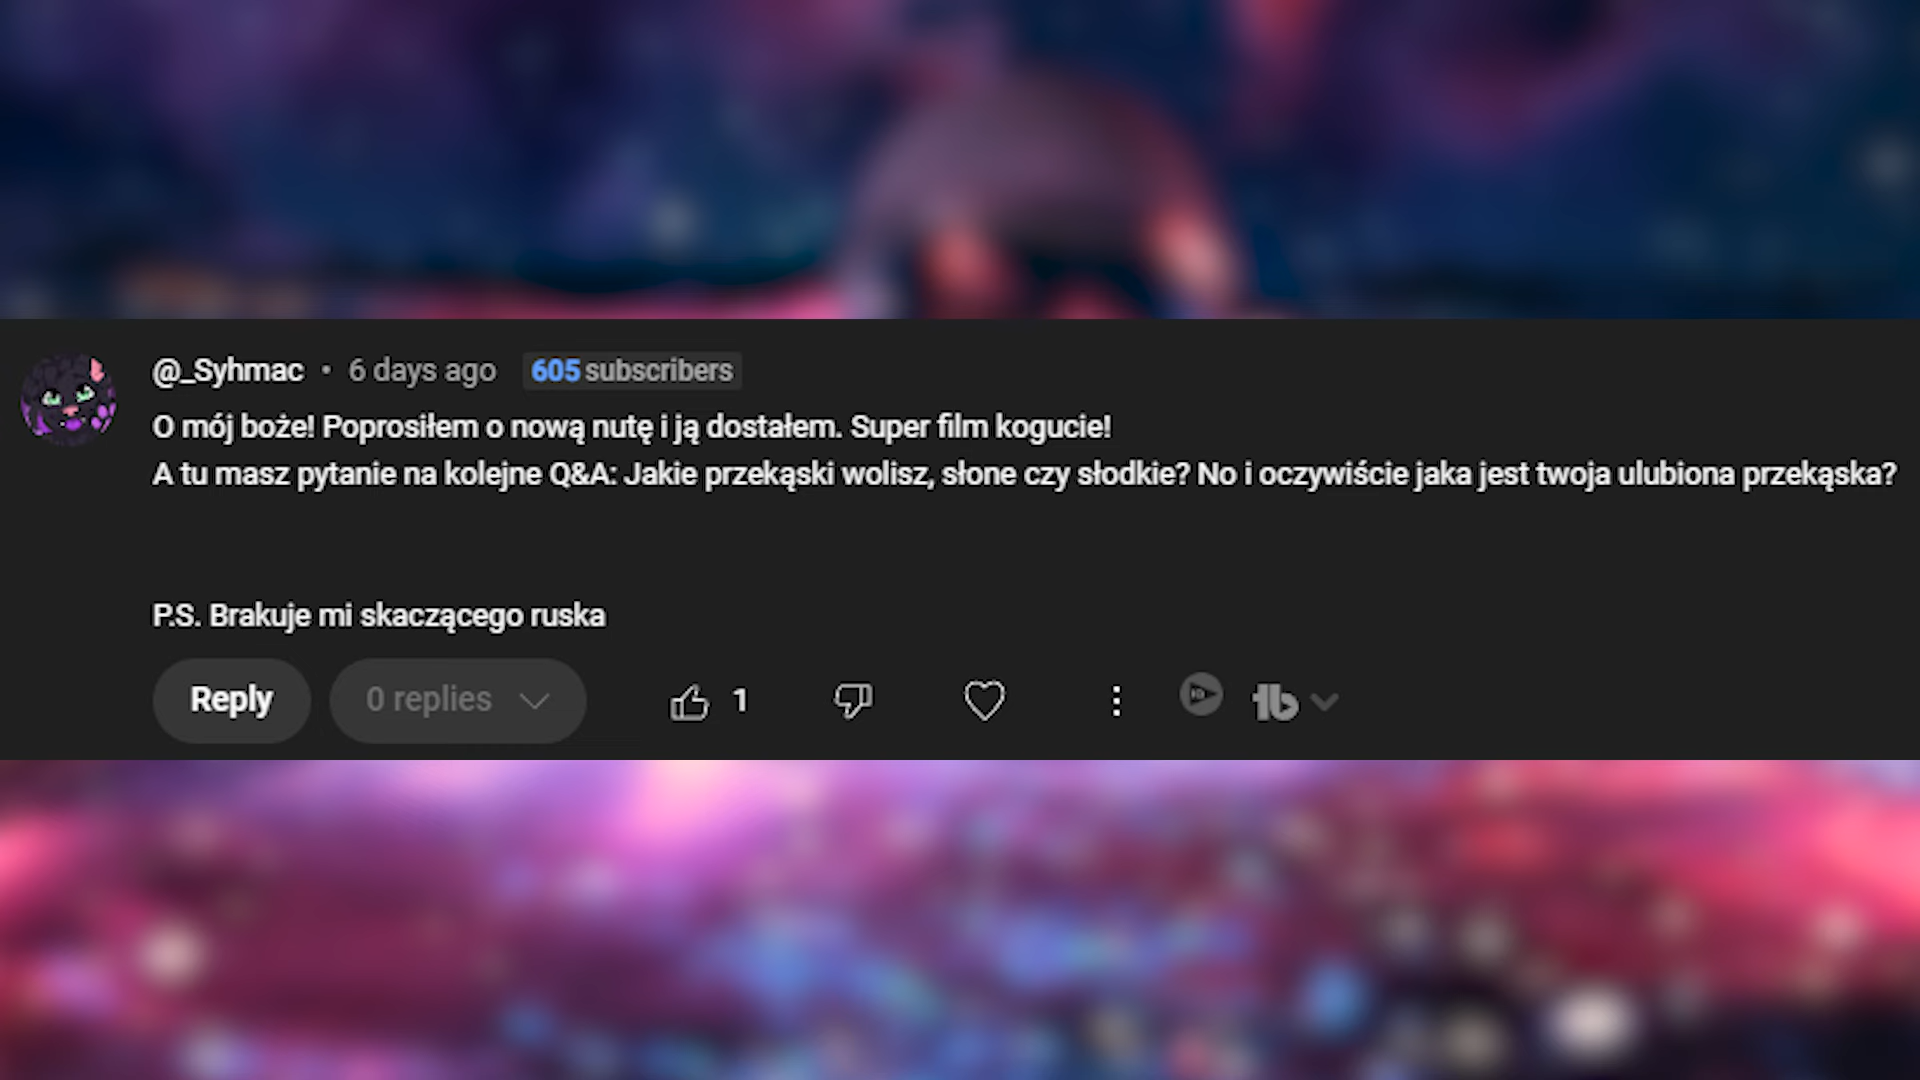 @_Syhmac • 6 days ago 605 subscribers
O mój boże! Poprosiłem o nową nutę i ją dostałem. Super film kogucie!
A tu masz pytanie na kolejne Q&A: Jakie przekąski wolisz, słone czy słodkie? No i oczywiście jaka jest twoja ulubiona przekąska?
P.S. Brakuje mi skaczącego ruska
Reply 0 replies 1